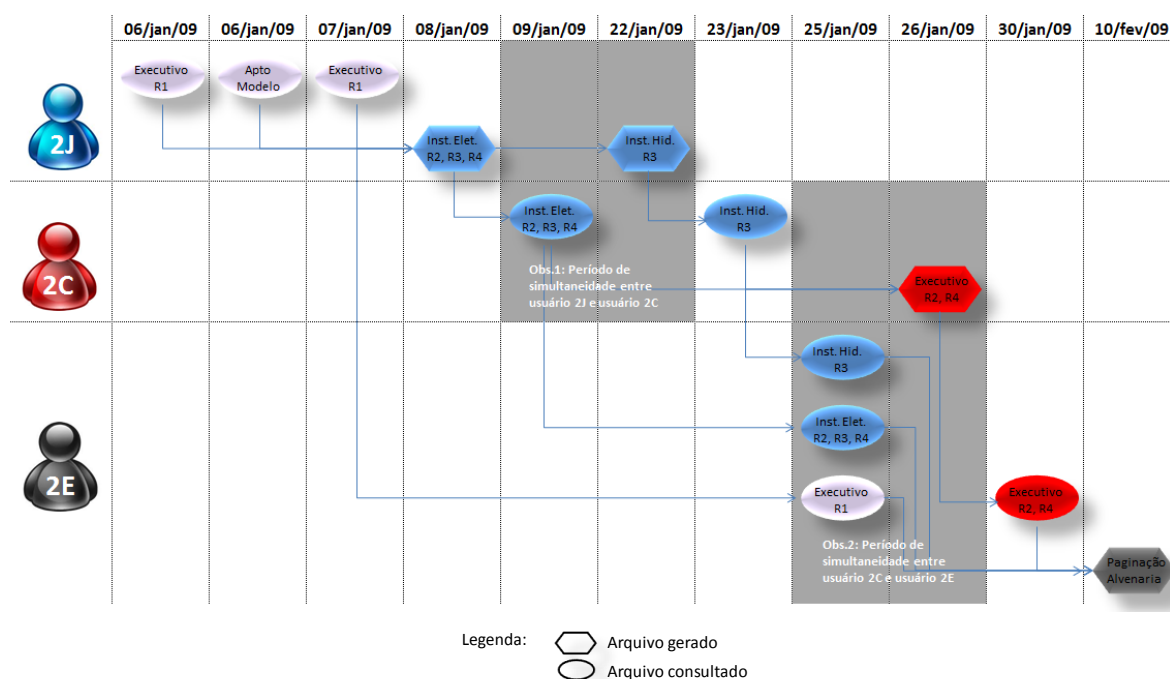 06/jan/09 06/jan/09 07/jan/09 08/jan/09 09/jan/09 22/jan/09 23/jan/09 25/jan/09 26/jan/09 30/jan/09 10/fev/09
Executivo
R1
Apto
Modelo
Executivo
R1
2J
Inst. Elet.
R2, R3, R4
Inst. Hid.
R3
Inst. Elet.
R2, R3, R4
Inst. Hid.
R3
2C
Obs.1: Período de
simultaneidade entre
usuário 2J e usuário 2C
Executivo
R2, R4
Inst. Hid.
R3
Inst. Elet.
R2, R3, R4
2E
Executivo
R1
Executivo
R2, R4
Obs.2: Período de
simultaneidade entre
usuário 2C e usuário 2E
Paginação
Alvenaria
Legenda:
Arquivo gerado
Arquivo consultado